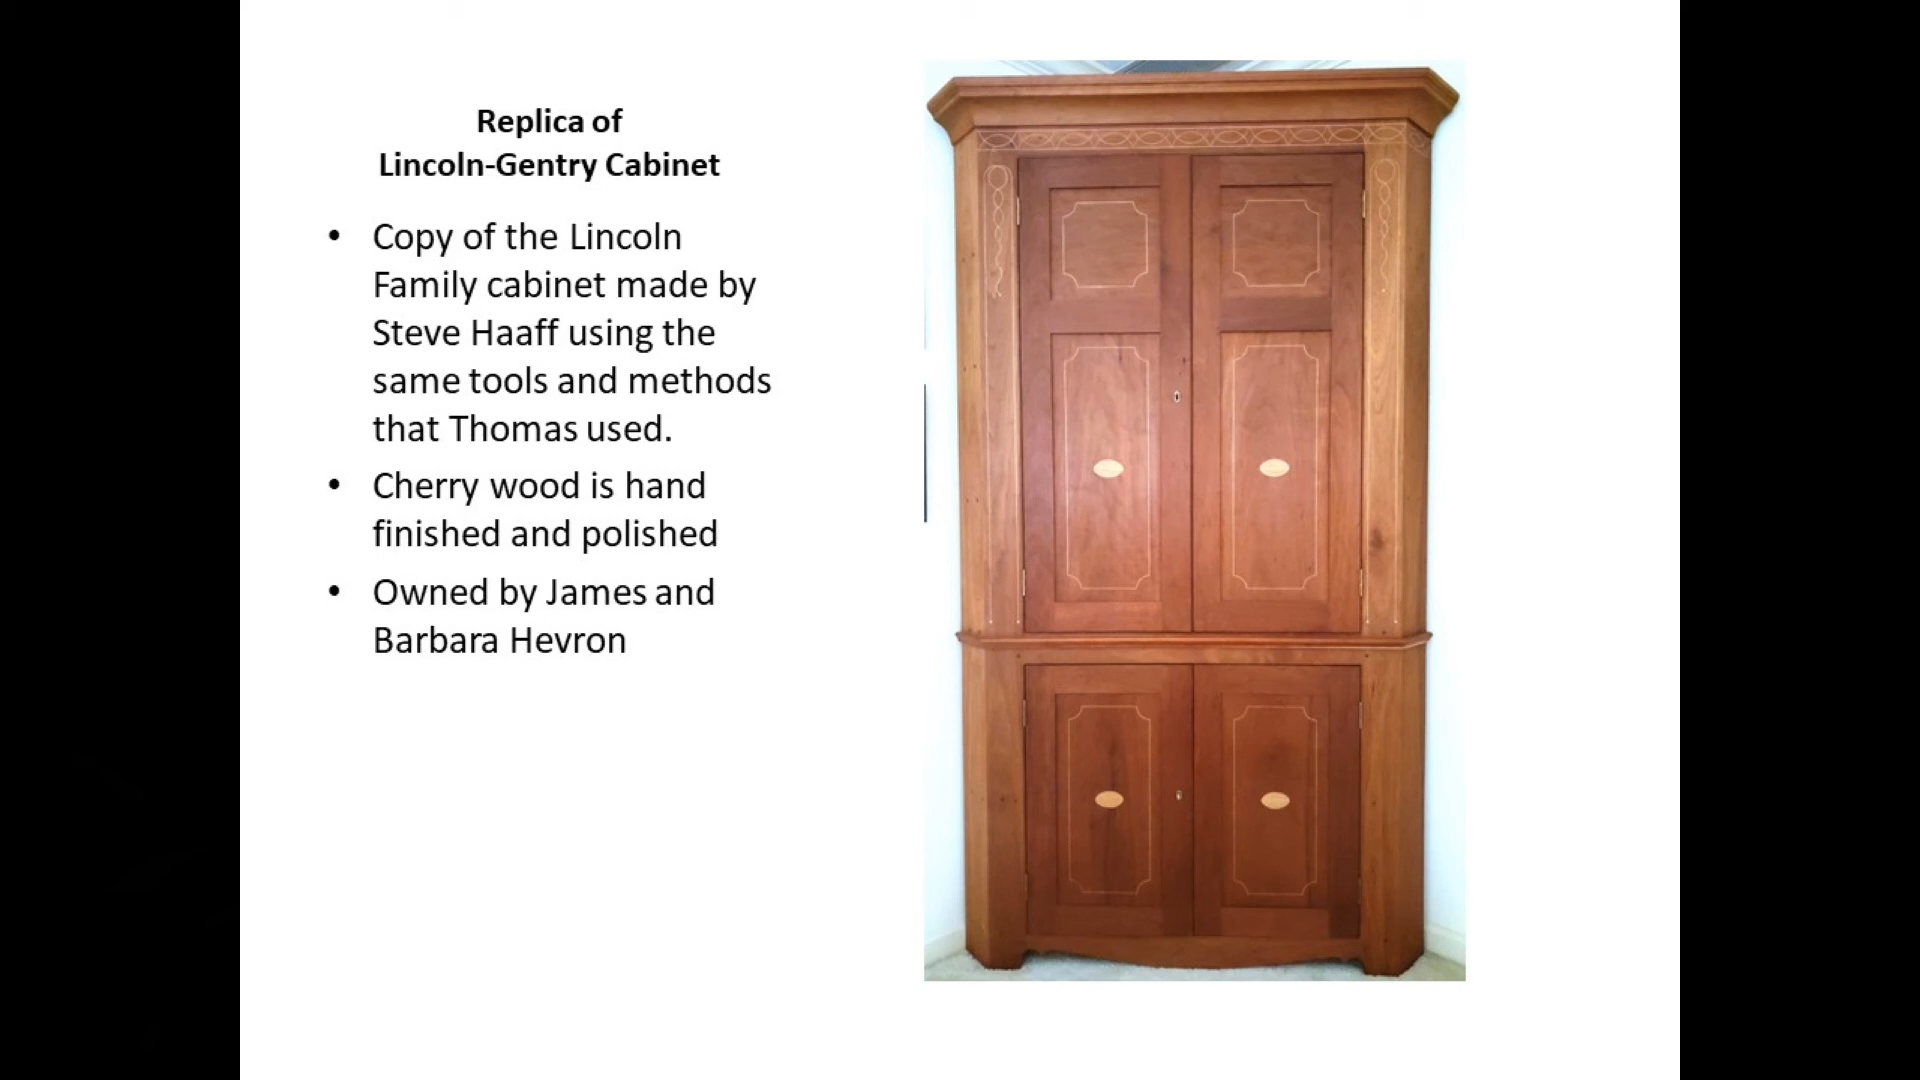 Replica of
Lincoln-Gentry Cabinet
• Copy of the Lincoln
Family cabinet made by
Steve Haaff using the
same tools and methods
that Thomas used.
• Cherry wood is hand
finished and polished
• Owned by James and
Barbara Hevron